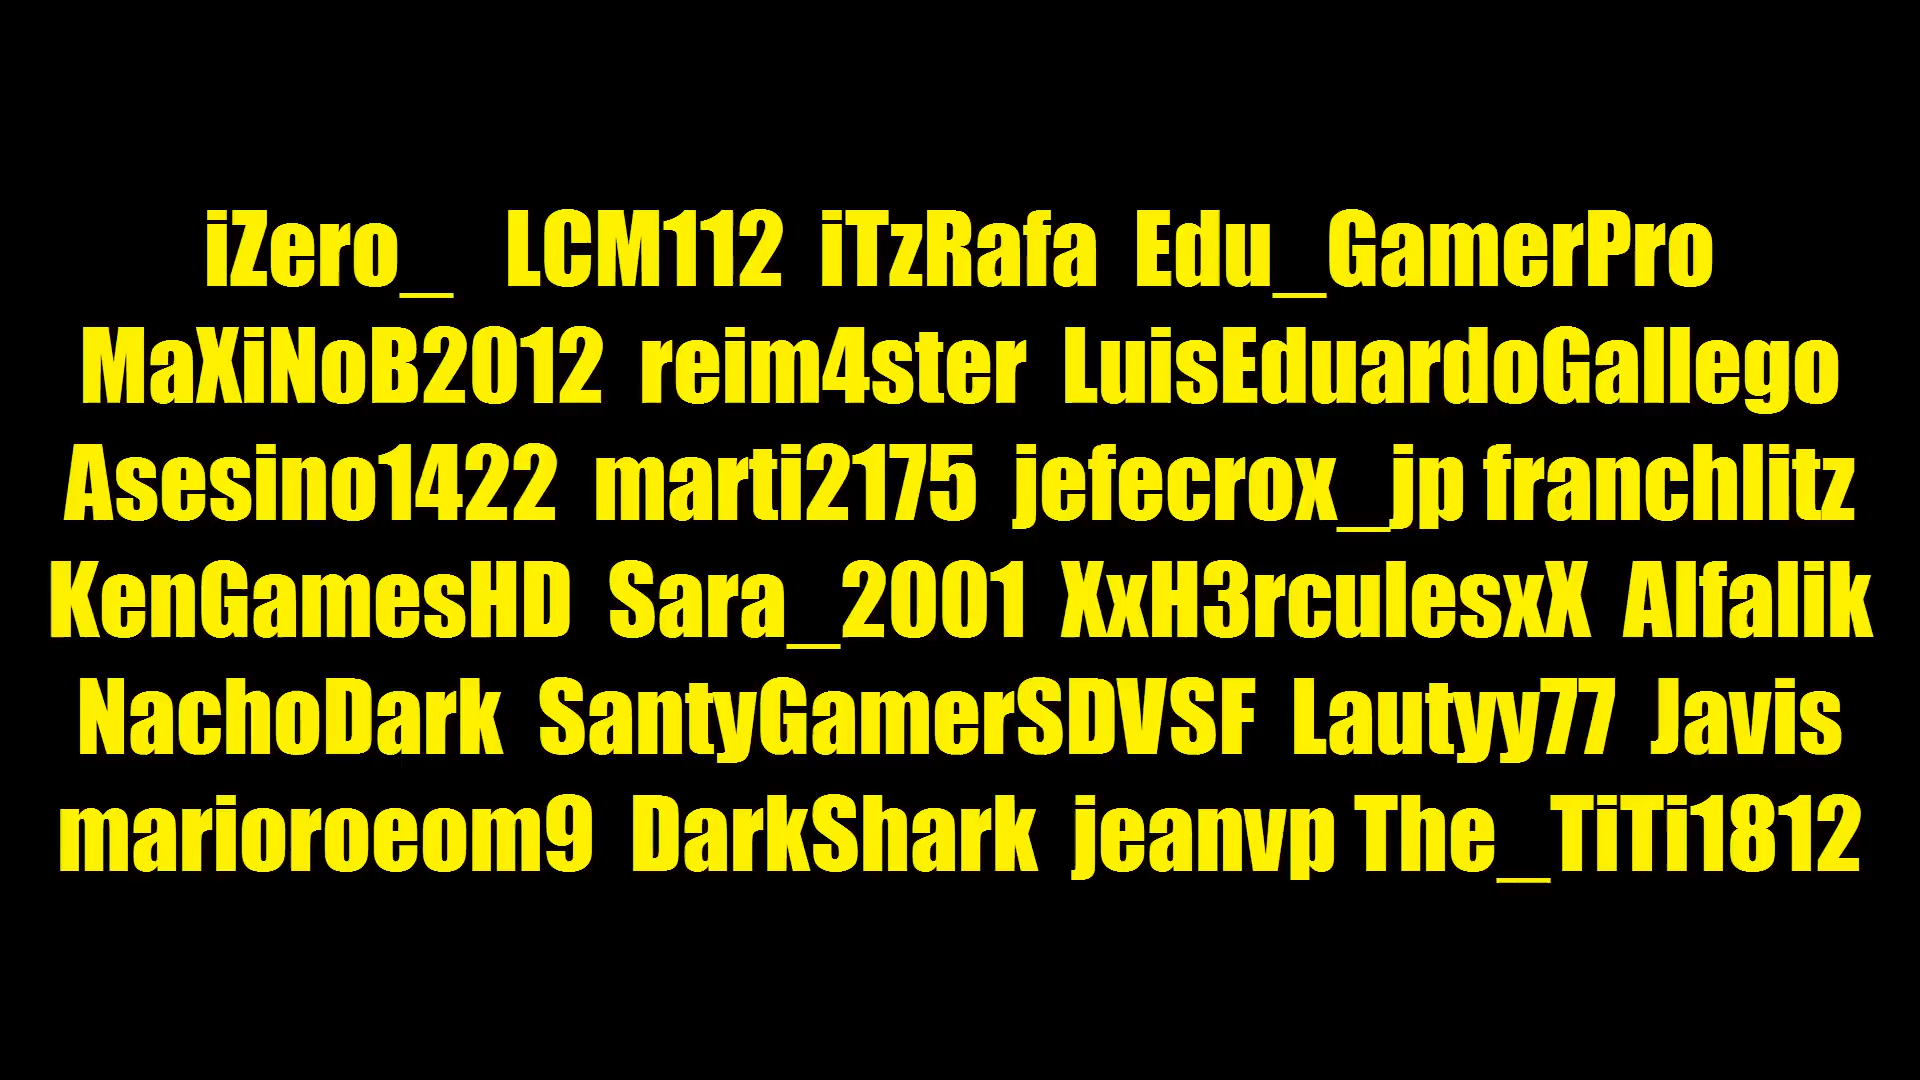 iZero_ LCM112 iTzRafa Edu_GamerPro
MaXiNoB2012 reim4ster LuisEduardoGallego
Asesino1422 marti2175 jefecrox_jp franchlitz
KenGamesHD Sara_2001 XxH3rculesxX Alfalik
NachoDark SantyGamerSDVSF Lautyy77 Javis
marioroeom9 DarkShark jeanvp The_TiTi1812